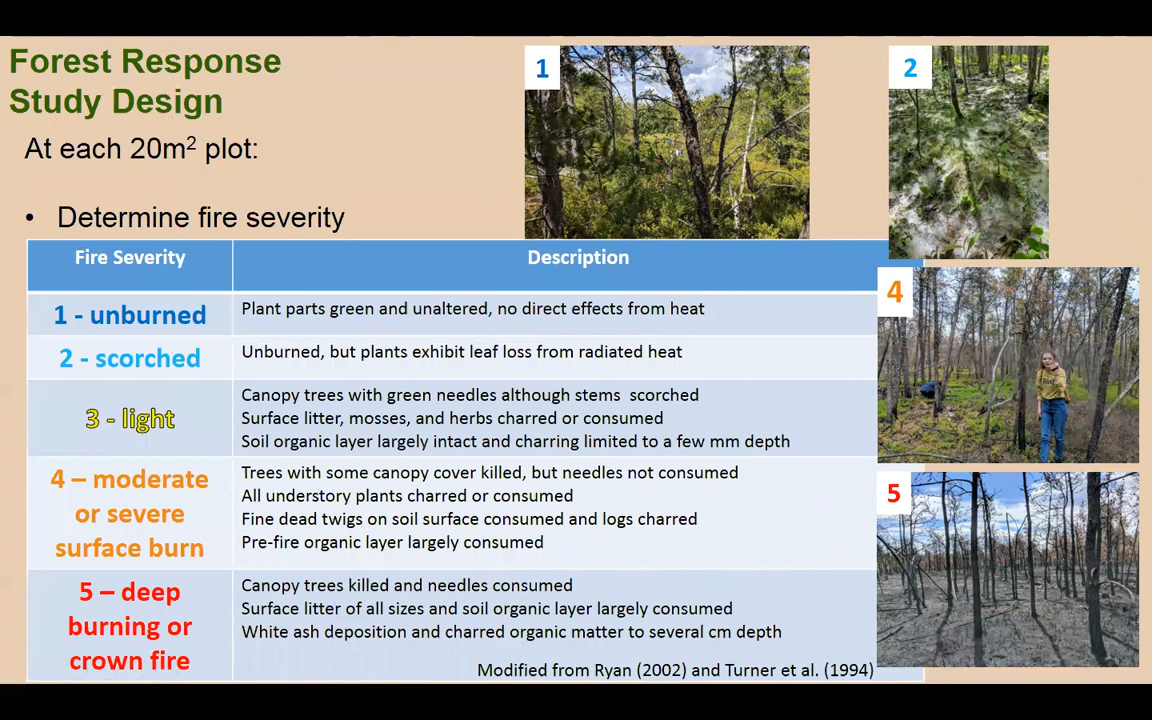 Forest Response
Study Design
At each 20m² plot:
• Determine fire severity
1
2
4
5
Fire Severity
Description
1 - unburned
Plant parts green and unaltered, no direct effects from heat
2 - scorched
Unburned, but plants exhibit leaf loss from radiated heat
3 - light
Canopy trees with green needles although stems scorched
Surface litter, mosses, and herbs charred or consumed
Soil organic layer largely intact and charring limited to a few mm depth
4 – moderate
or severe
surface burn
Trees with some canopy cover killed, but needles not consumed
All understory plants charred or consumed
Fine dead twigs on soil surface consumed and logs charred
Pre-fire organic layer largely consumed
5 – deep
burning or
crown fire
Canopy trees killed and needles consumed
Surface litter of all sizes and soil organic layer largely consumed
White ash deposition and charred organic matter to several cm depth
Modified from Ryan (2002) and Turner et al. (1994)